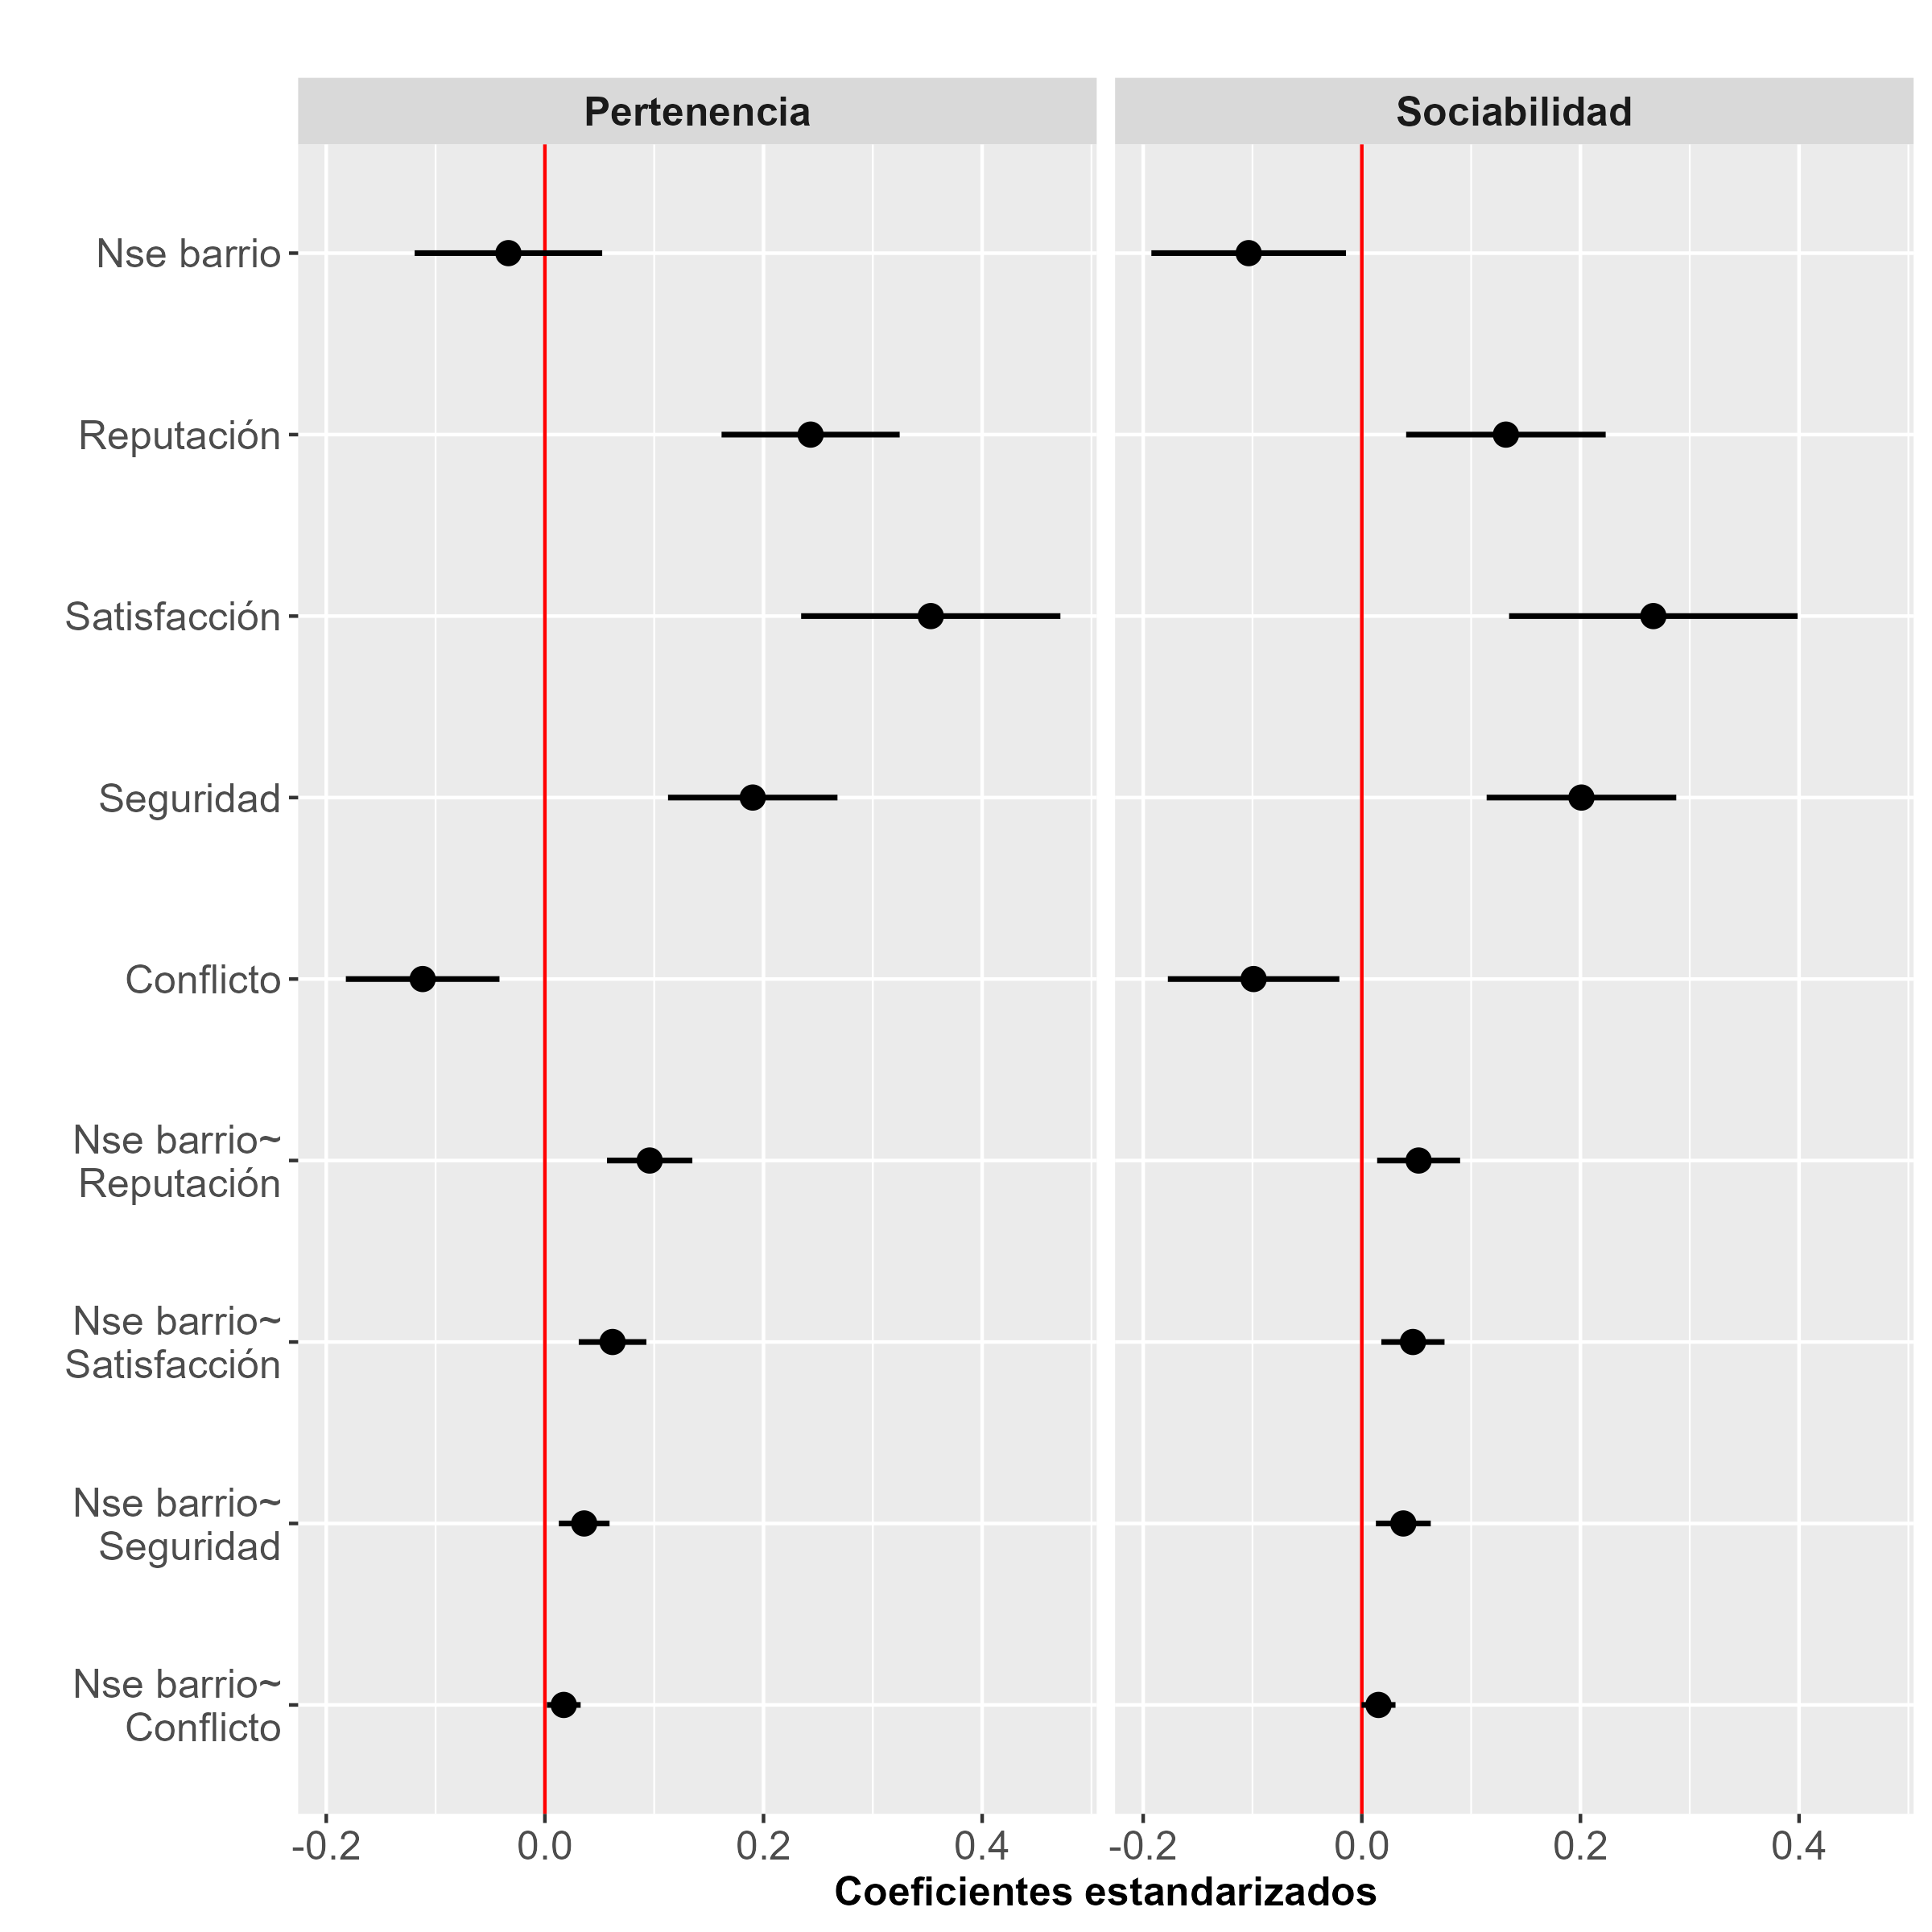 Pertenencia
Sociabilidad
Nse barrio
Reputación
Satisfacción
Seguridad
Conflicto
Nse barrio~
Reputación
Nse barrio~
Satisfacción
Nse barrio~
Seguridad
Nse barrio~
Conflicto
-0.2 0.0 0.2 0.4
-0.2 0.0 0.2 0.4
Coeficientes estandarizados